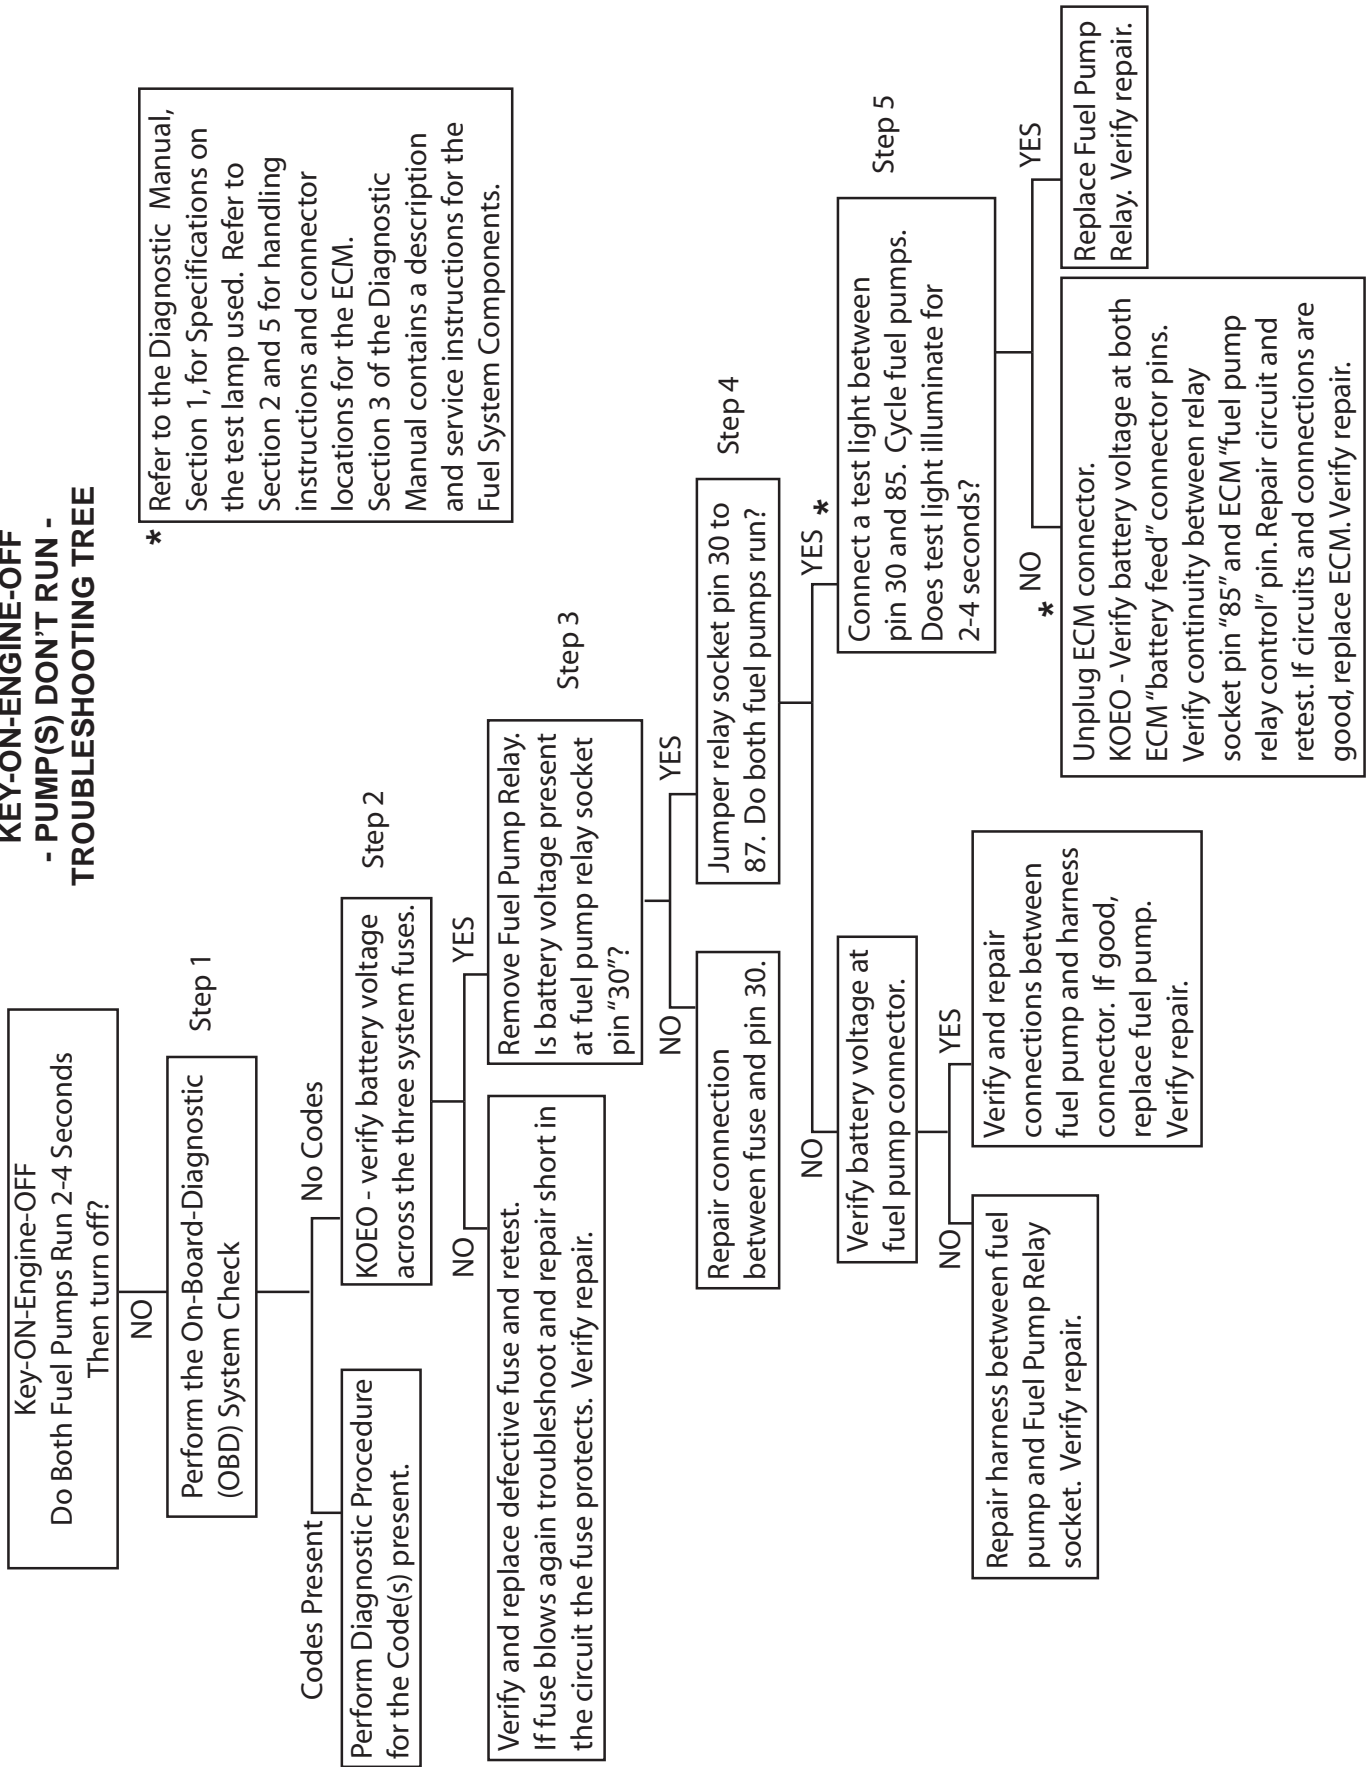 KEY-ON-ENGINE-OFF
- PUMP(S) DON'T RUN -
TROUBLESHOOTING TREE
Key-ON-Engine-OFF
Do Both Fuel Pumps Run 2-4 Seconds
Then turn off?
NO
Perform the On-Board-Diagnostic
(OBD) System Check
Step 1
Codes Present
No Codes
Perform Diagnostic Procedure
for the Code(s) present.
KOEO - verify battery voltage
across the three system fuses.
Step 2
NO
YES
Verify and replace defective fuse and retest.
If fuse blows again troubleshoot and repair short in
the circuit the fuse protects. Verify repair.
Remove Fuel Pump Relay.
Is battery voltage present
at fuel pump relay socket
pin “30”?
Step 3
NO
YES
Repair connection
between fuse and pin 30.
Jumper relay socket pin 30 to
87. Do both fuel pumps run?
Step 4
NO
YES *
Verify battery voltage at
fuel pump connector.
Connect a test light between
pin 30 and 85. Cycle fuel pumps.
Does test light illuminate for
2-4 seconds?
Step 5
NO
YES
Repair harness between fuel
pump and Fuel Pump Relay
socket. Verify repair.
Verify and repair
connections between
fuel pump and harness
connector. If good,
replace fuel pump.
Verify repair.
NO
*
YES
Unplug ECM connector.
KOEO - Verify battery voltage at both
ECM “battery feed” connector pins.
Verify continuity between relay
socket pin “85” and ECM “fuel pump
relay control” pin. Repair circuit and
retest. If circuits and connections are
good, replace ECM. Verify repair.
Replace Fuel Pump
Relay. Verify repair.
*
Refer to the Diagnostic Manual,
Section 1, for Specifications on
the test lamp used. Refer to
Section 2 and 5 for handling
instructions and connector
locations for the ECM.
Section 3 of the Diagnostic
Manual contains a description
and service instructions for the
Fuel System Components.